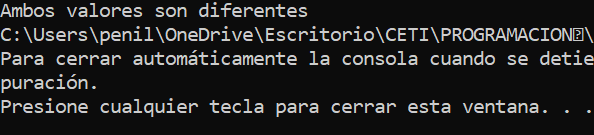 Ambos valores son diferentes
C:\Users\penil\OneDrive\Escritorio\CETI\PROGRAMACION\
Para cerrar automáticamente la consola cuando se detie
puración.
Presione cualquier tecla para cerrar esta ventana. . .